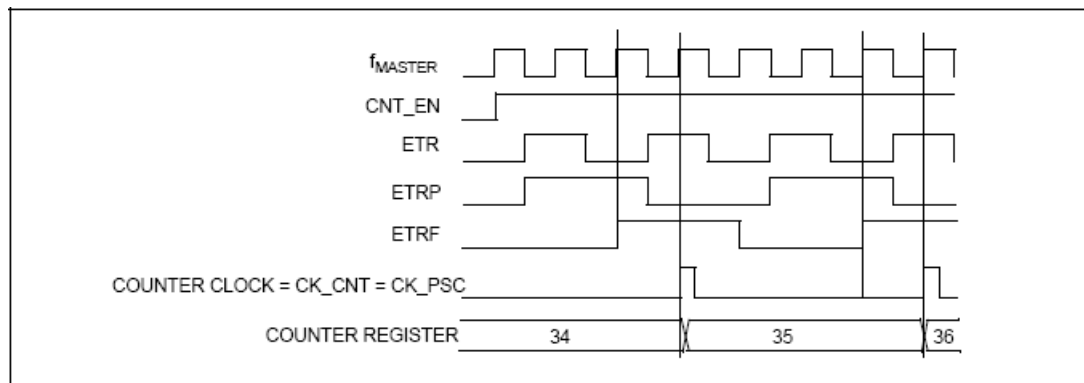 fMASTER
CNT_EN
ETR
ETRP
ETRF
COUNTER CLOCK = CK_CNT = CK_PSC
COUNTER REGISTER 34 35 36